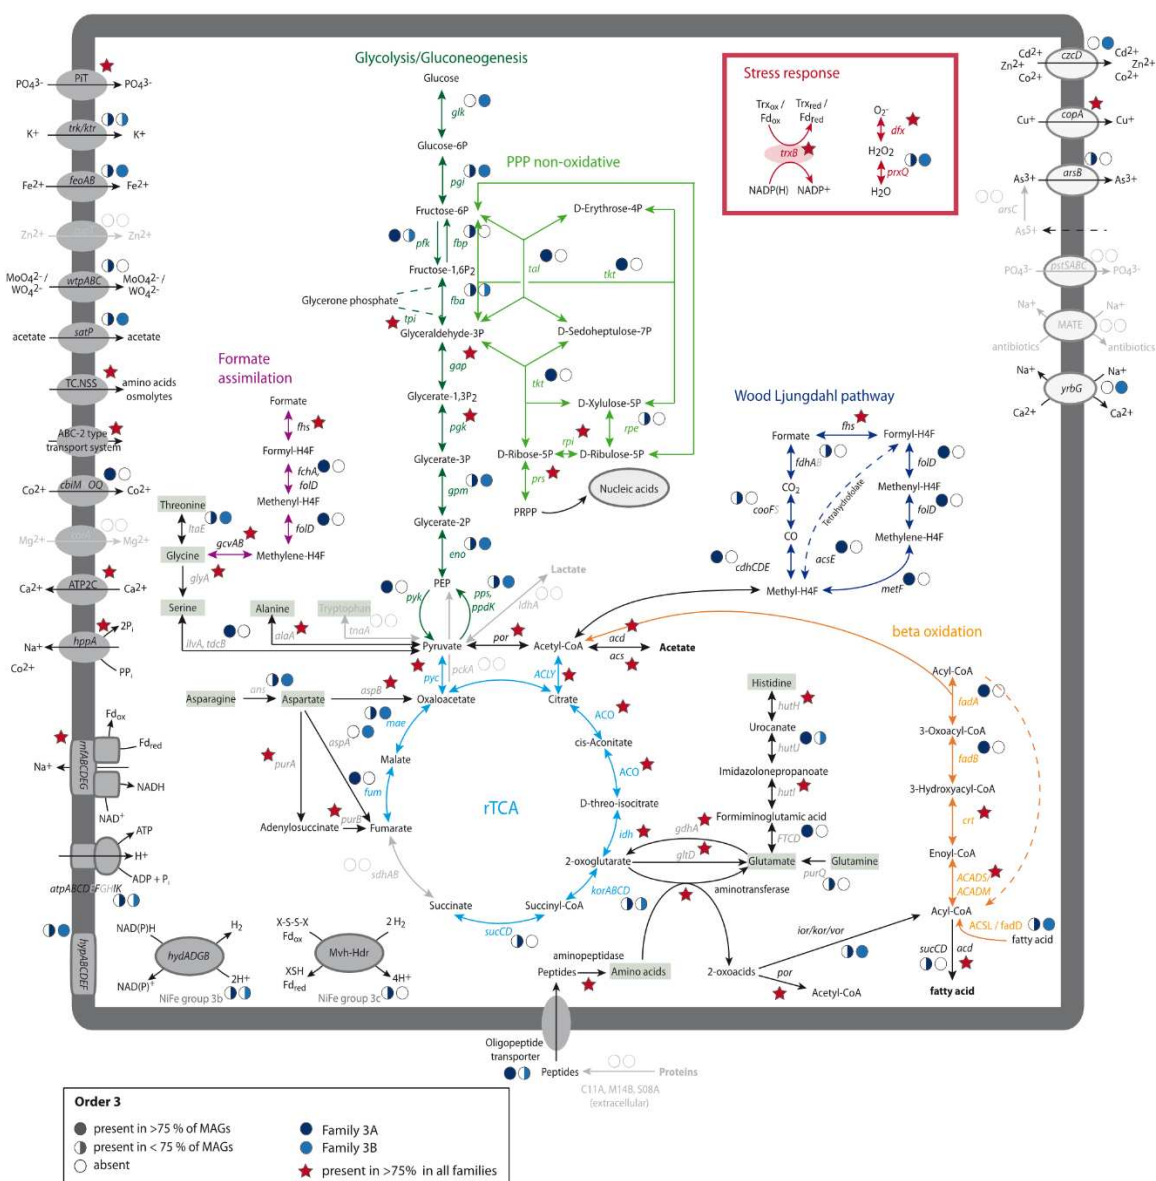 Glycolysis/Gluconeogenesis
Glucose
glk
Glucose-6P
pgi
Fructose-6P
pfk
fbp
Fructose-1,6P2
Glycerone phosphate
fba
tpi
Glyceraldehyde-3P
gap
Glycerate-1,3P2
pgk
Glycerate-3P
gpm
Glycerate-2P
eno
PEP
pyk
pps,
ppdK
Pyruvate
PPP non-oxidative
D-Erythrose-4P
tal
tkt
D-Sedoheptulose-7P
tkt
D-Xylulose-5P
rpe
rpi
D-Ribose-5P
D-Ribulose-5P
prs
PRPP
Nucleic acids
Stress response
Trxox /
Fdox
Trxred /
Fdred
trxB
NADP(H)
NADP+
O2-
dfx
H2O2
prxQ
H2O
PO43-
PiT
PO43-
K+
trk/ktr
K+
Fe2+
feoAB
Fe2+
Zn2+
Zn2+
MoO42- /
WO42-
wtpABC
MoO42- /
WO42-
acetate
satP
acetate
TC.NSS
amino acids
osmolytes
ABC-2 type
transport system
Co2+
cbiM_OQ
Co2+
Mg2+
Mg2+
Ca2+
ATP2C
Ca2+
hppA
2Pi
Na+
Co2+
PPi
rnfABCDEG
Fdox
Fdred
Na+
NADH
NAD+
ATP
H+
ADP + Pi
atpABCDEFGHIK
hypABCDEF
NAD(P)H
H2
hydADGB
NAD(P)+
2H+
NiFe group 3b
X-S-S-X
Fdox
2 H2
Mvh-Hdr
XSH
Fdred
4H+
NiFe group 3c
Cd2+
Zn2+
Co2+
czcD
Cd2+
Zn2+
Co2+
Cu+
copA
Cu+
As3+
arsB
As3+
arsC
As5+
PO43-
pstSABC
PO43-
Na+
Na+
MATE
antibiotics
antibiotics
Na+
Na+
yrbG
Ca2+
Ca2+
Formate
assimilation
Formate
fhs
Formyl-H4F
fchA,
folD
Methenyl-H4F
folD
Methylene-H4F
Threonine
ltaE
gcvAB
Glycine
glyA
Serine
Alanine
Tryptophan
ilvA, tdcB
alaA
tnaA
Lactate
ldhA
por
Acetyl-CoA
acd
acs
Acetate
pckA
pyc
ACLY
Wood Ljungdahl pathway
Formate
fhs
Formyl-H4F
fdhAB
folD
CO2
Methenyl-H4F
cooFS
Tetrahydrofolate
folD
CO
Methylene-H4F
cdhCDE
acsE
metF
Methyl-H4F
Asparagine
ans
Aspartate
aspB
Oxaloacetate
Citrate
mae
aspA
ACO
cis-Aconitate
Malate
ACO
purA
fum
rTCA
D-threo-isocitrate
purB
Adenylosuccinate
Fumarate
idh
sdhAB
2-oxoglutarate
korABCD
Succinate
Succinyl-CoA
sucCD
Histidine
hutH
Urocanate
hutU
Imidazolonepropanoate
hutI
Formiminoglutamic acid
gdhA
FTCD
gltD
Glutamate
Glutamine
purQ
aminotransferase
beta oxidation
Acyl-CoA
fadA
3-Oxoacyl-CoA
fadB
3-Hydroxyacyl-CoA
crt
Enoyl-CoA
ACADS/
ACADM
Acyl-CoA
ACSL / fadD
fatty acid
sucCD
acd
fatty acid
ior/kor/vor
aminopeptidase
Peptides
Amino acids
2-oxoacids
por
Acetyl-CoA
Oligopeptide
transporter
Peptides
Proteins
C11A, M14B, S08A
(extracellular)
Order 3
present in >75 % of MAGs
present in < 75 % of MAGs
absent
Family 3A
Family 3B
present in >75% in all families